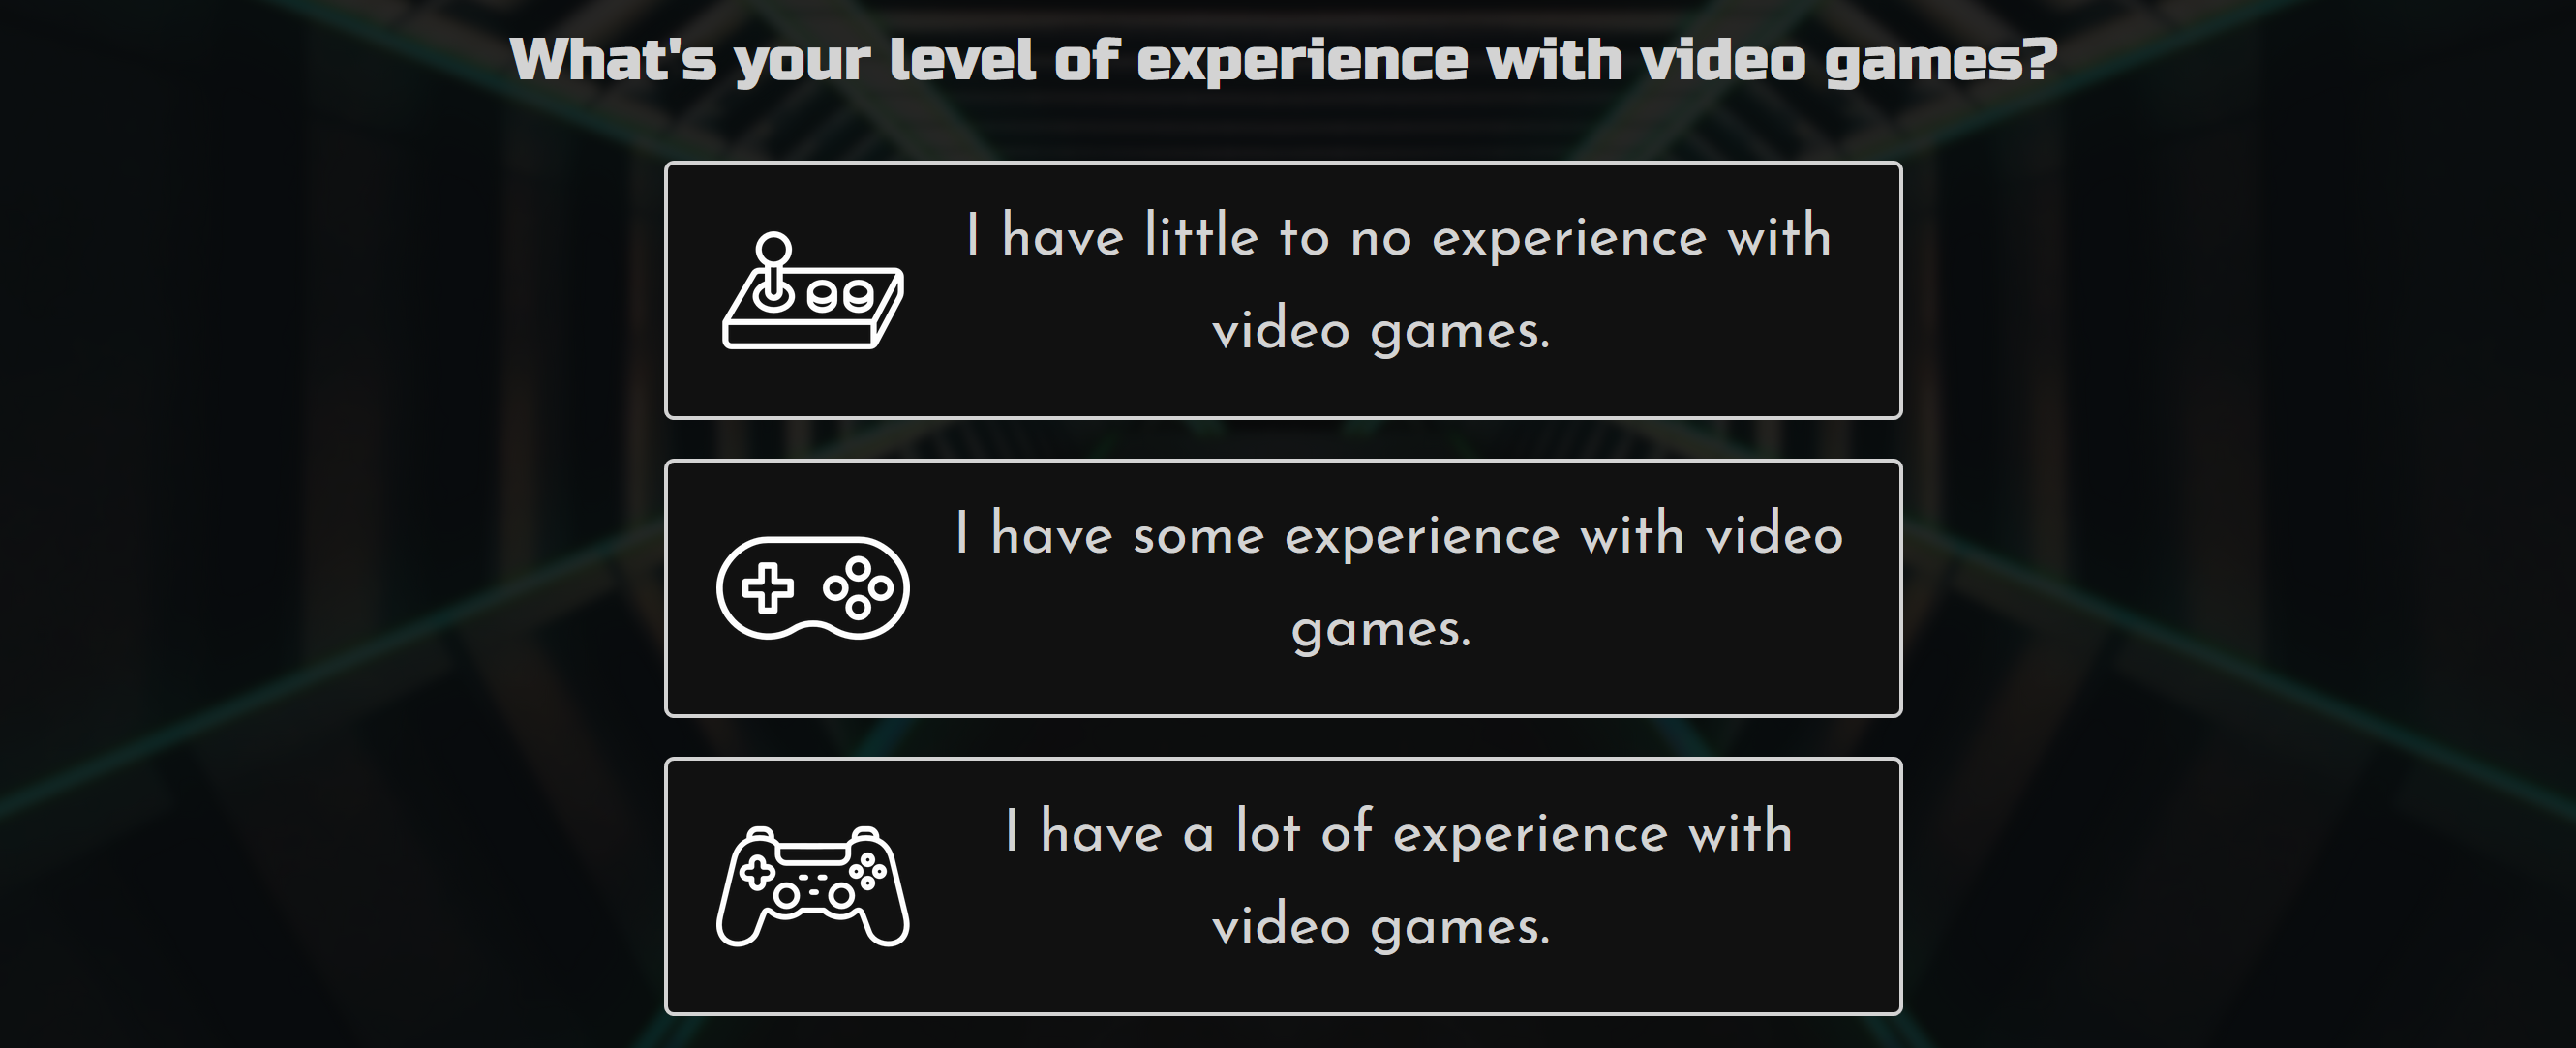 What's your level of experience with video games?
I have little to no experience with
video games.
I have some experience with video
games.
I have a lot of experience with
video games.